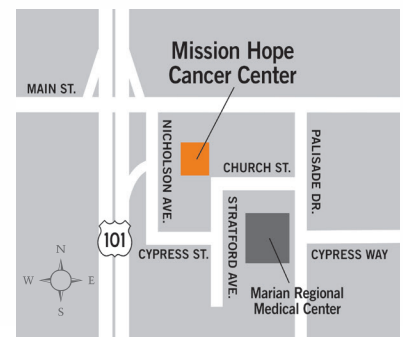 Mission Hope
Cancer Center
MAIN ST.
NICHOLSON AVE.
PALISADE DR.
CHURCH ST.
STRATFORD AVE.
101
CYPRESS ST.
CYPRESS WAY
N
W E
S
Marian Regional
Medical Center